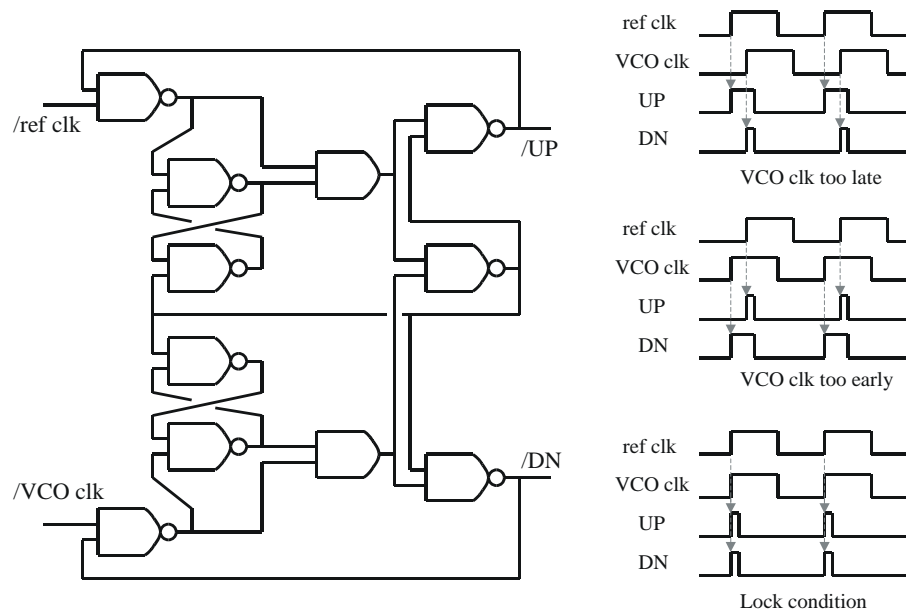 /ref clk
/UP
/DN
/VCO clk
ref clk
VCO clk
UP
DN
VCO clk too late
ref clk
VCO clk
UP
DN
VCO clk too early
ref clk
VCO clk
UP
DN
Lock condition